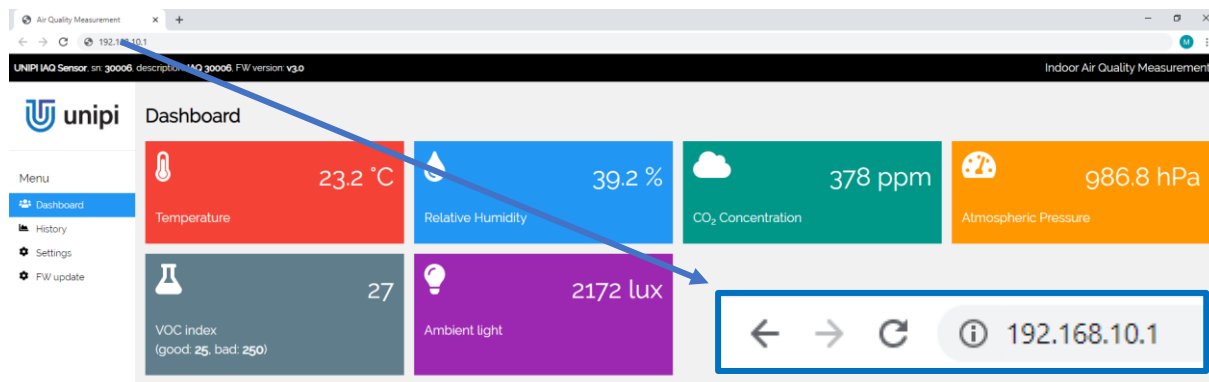 Air Quality Measurement
192.168.10.1
UNIPI IAQ Sensor, sn: 30006, description: IAQ 30006, FW version: v3.0
Indoor Air Quality Measurement
unipi
Dashboard
Menu
Dashboard
History
Settings
FW update
23.2 °C
Temperature
39.2 %
Relative Humidity
378 ppm
CO₂ Concentration
986.8 hPa
Atmospheric Pressure
27
VOC index
(good: 25, bad: 250)
2172 lux
Ambient light
192.168.10.1
M